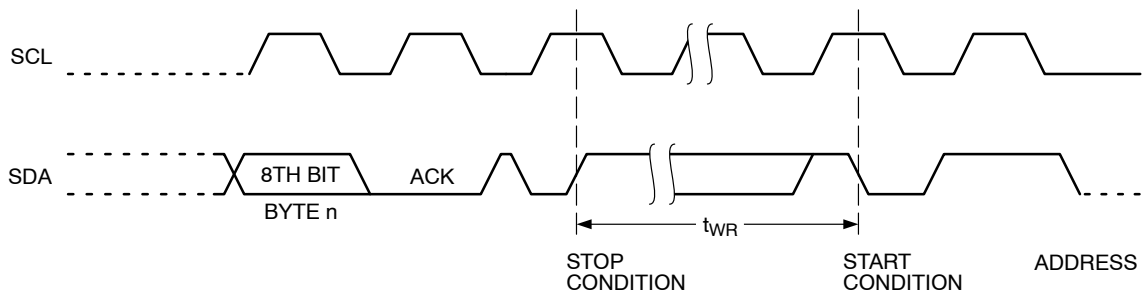 SCL
SDA
8TH BIT
ACK
BYTE n
tWR
STOP
CONDITION
START
CONDITION
ADDRESS